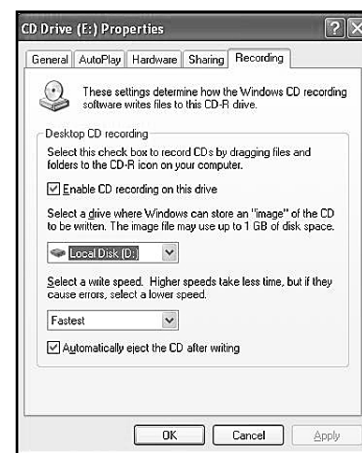 CD Drive (E:) Properties
General AutoPlay Hardware Sharing Recording
These settings determine how the Windows CD recording
software writes files to this CD-R drive.
Desktop CD recording
Select this check box to record CDs by dragging files and
folders to the CD-R icon on your computer.
Enable CD recording on this drive
Select a drive where Windows can store an "image" of the CD
to be written. The image file may use up to 1 GB of disk space.
Local Disk (D:)
Select a write speed. Higher speeds take less time, but if they
cause errors, select a lower speed.
Fastest
Automatically eject the CD after writing
OK Cancel Apply